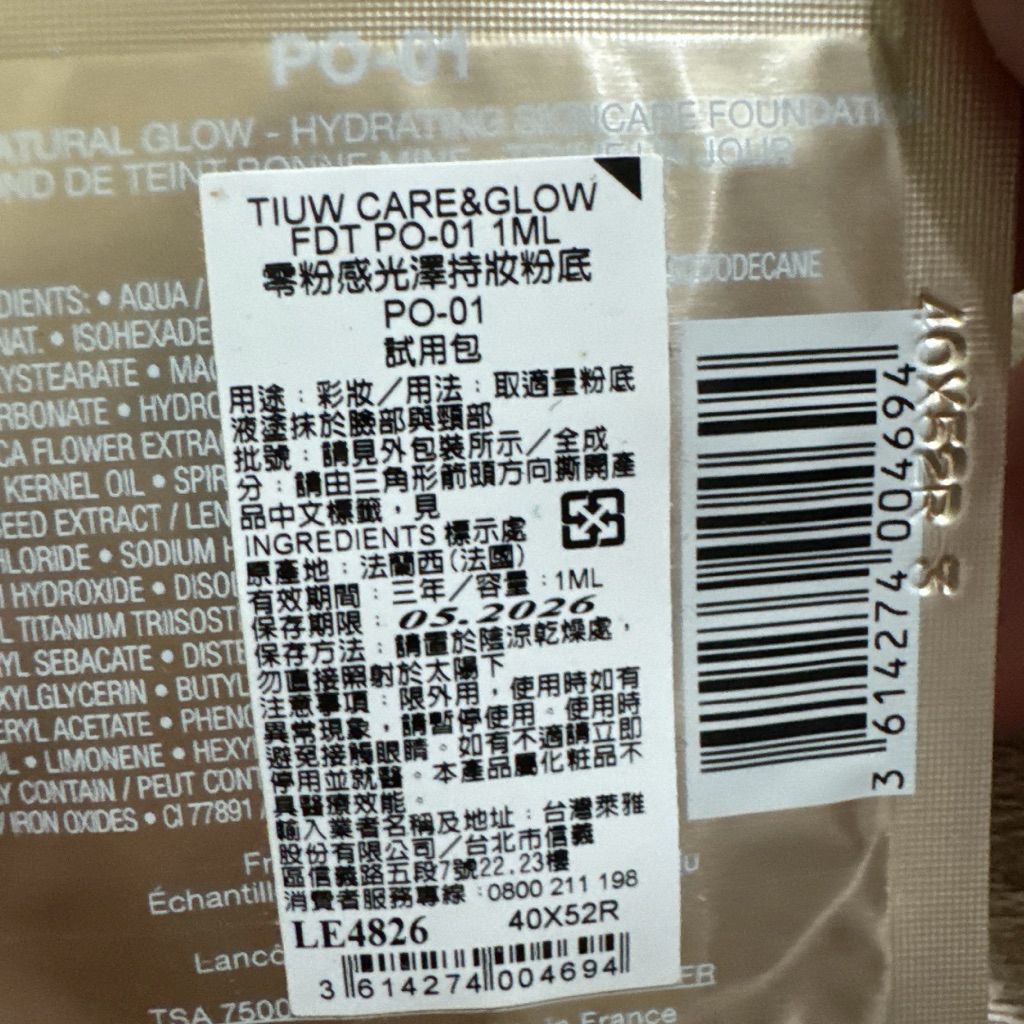 PO-01
NATURAL GLOW - HYDRATING SKINCARE FOUNDATION
FOND DE TEINT BONNE MINE
JOUR
DODECANE
DIENTS: • AQUA /
NAT. • ISOHEXADE
YSTEARATE • MAG
RBONATE • HYDRO
CA FLOWER EXTRA
KERNEL OIL • SPIR
SEED EXTRACT / LEN
HLORIDE • SODIUM H
HYDROXIDE • DISO
L TITANIUM TRIISOST
YL SEBACATE • DISTE
XYLGLYCERIN • BUTYL
ERYL ACETATE • PHENO
L • LIMONENE • HEXY
Y CONTAIN / PEUT CONT
/ IRON OXIDES • CI 77891
Fr
Échantill
Lancô
TSA 7500
ER
in France
TIUW CARE&GLOW
FDT PO-01 1ML
零粉感光澤持妝粉底
PO-01
試用包
用途：彩妝／用法：取適量粉底
液塗抹於臉部與頸部
批號：請見外包裝所示／全成
分：請由三角形箭頭方向撕開產
品中文標籤，見
INGREDIENTS 標示處
原產地：法蘭西(法國)
有效期間：三年／容量：1ML
保存期限：05.2026
保存方法：請置於陰涼乾燥處，
勿直接照射於太陽下
注意事項：限外用，使用時如有
異常現象，請暫停使用。使用時
避免接觸眼睛。如有不適請立即
停用並就醫。本產品屬化粧品不
具醫療效能。
輸入業者名稱及地址：台灣萊雅
股份有限公司／台北市信義
區信義路五段7號22.23樓
消費者服務專線：0800 211 198
LE4826 40X52R
3 614274 004694
3 614274 004694
40X52R